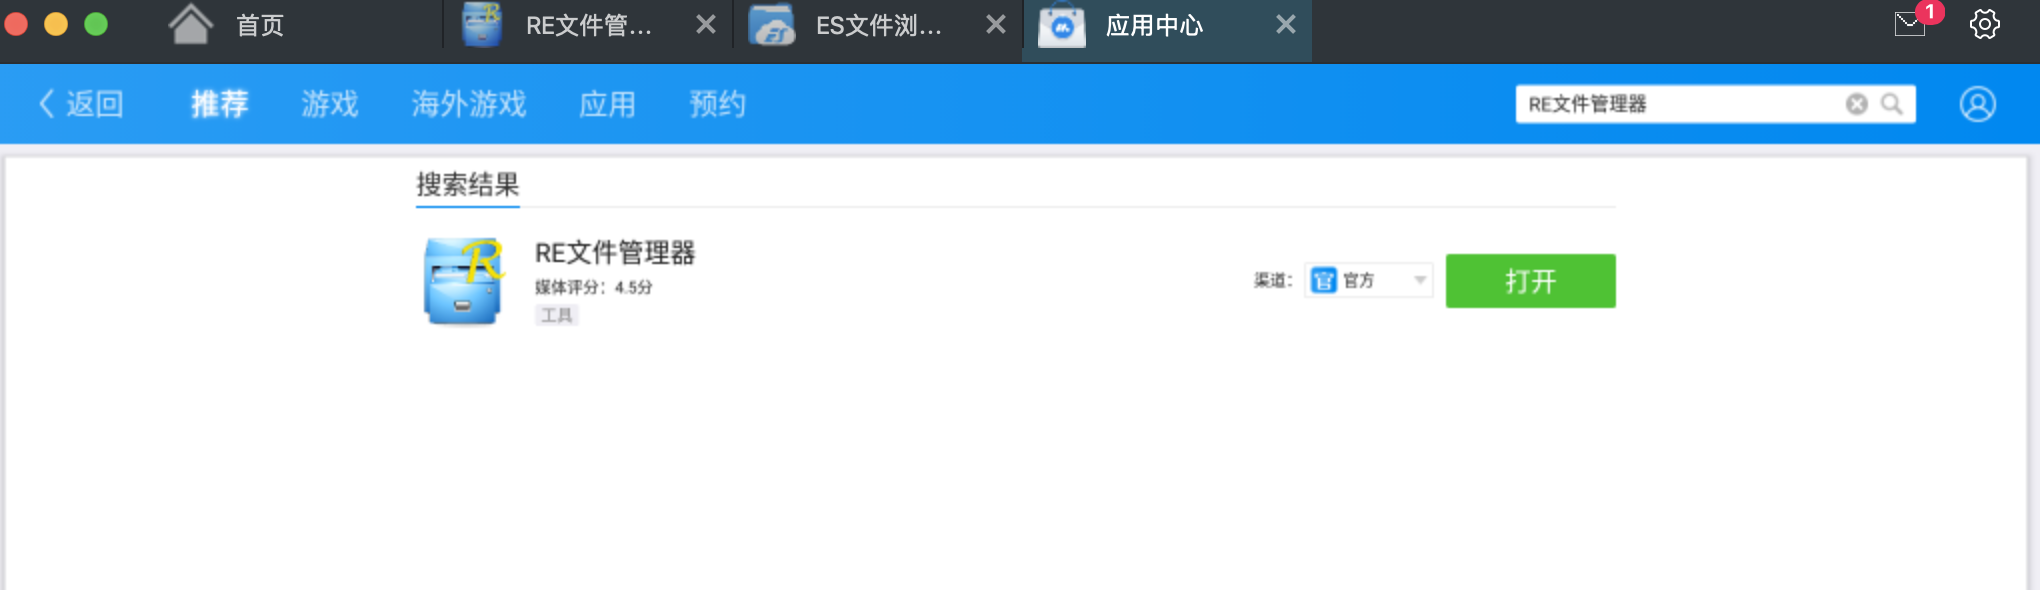 首页
RE文件管...
ES文件浏...
应用中心
1
返回
推荐
游戏
海外游戏
应用
预约
RE文件管理器
搜索结果
RE文件管理器
媒体评分：4.5分
工具
渠道：
官 官方
打开